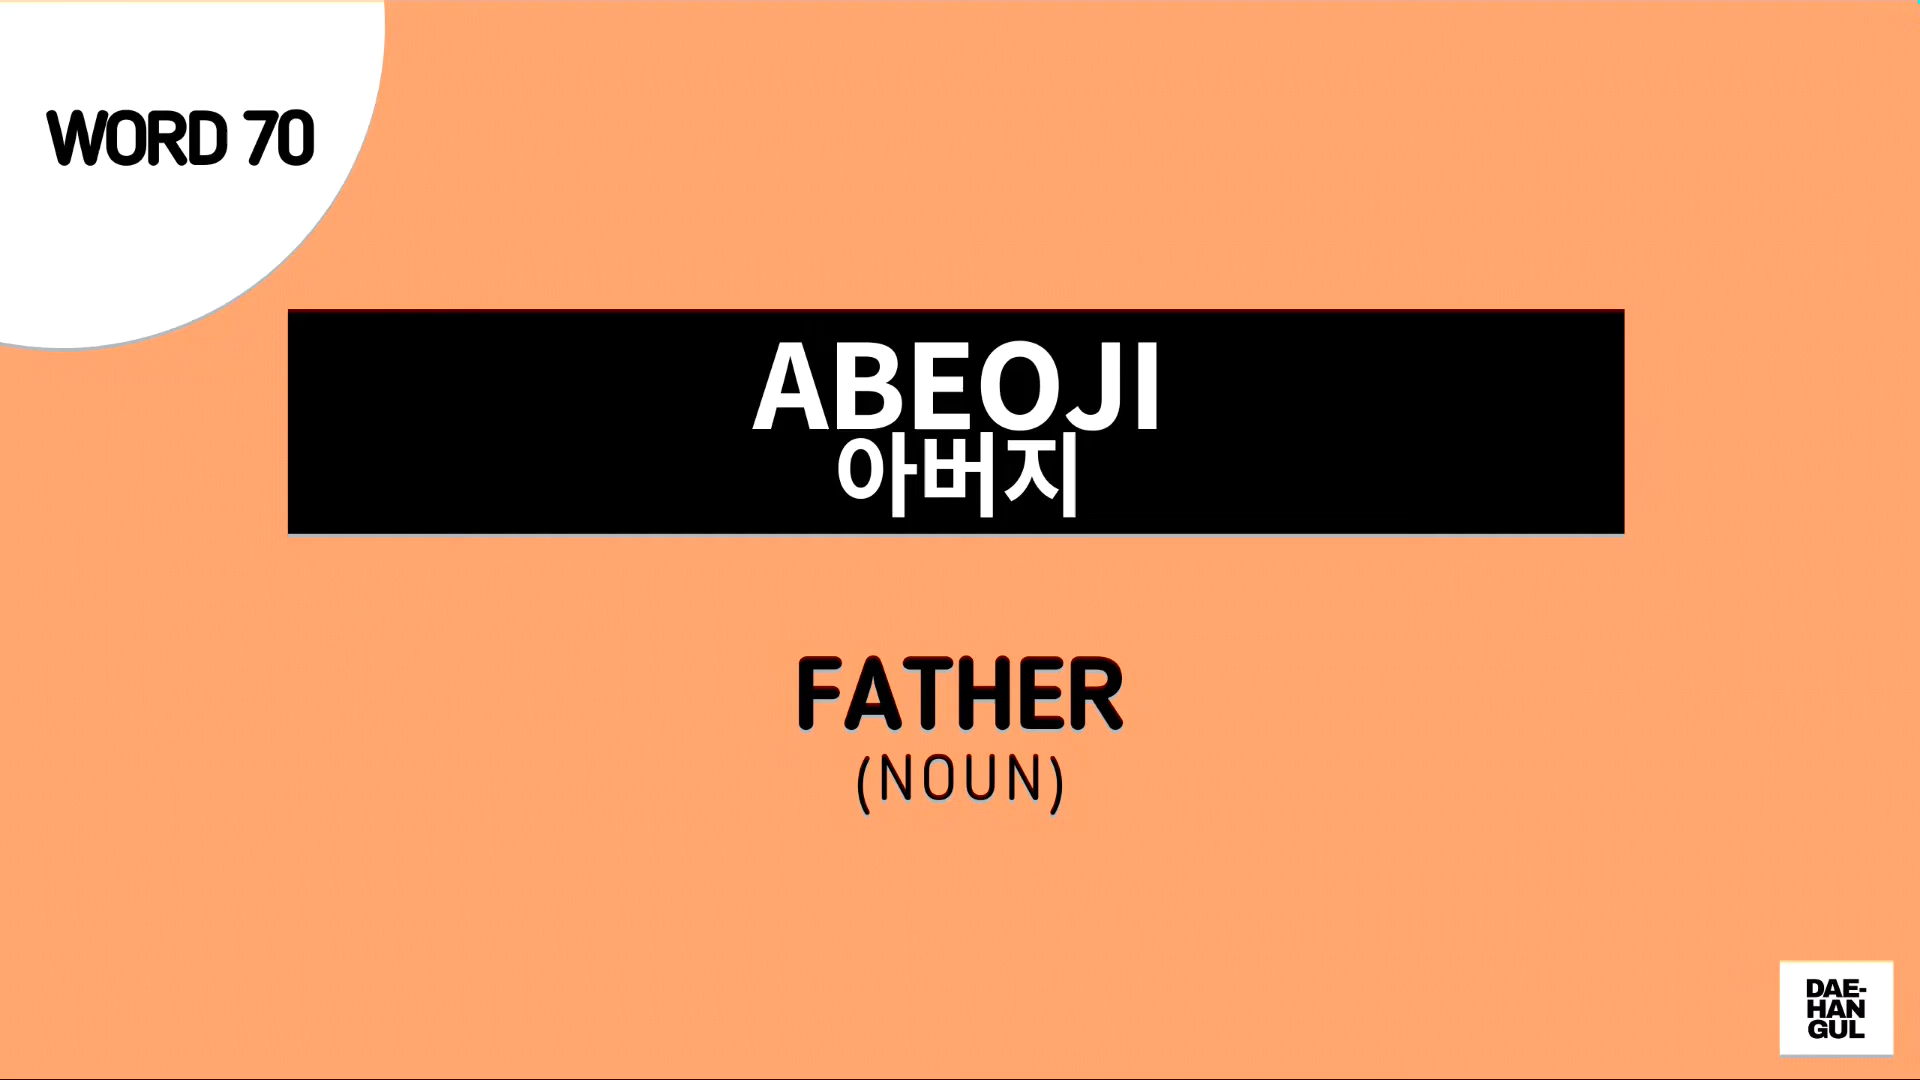 WORD 70
ABEOJI
아버지
FATHER
(NOUN)
DAE-
HAN
GUL